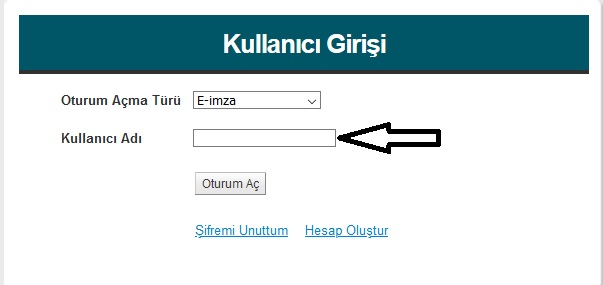 Kullanıcı Girişi
Oturum Açma Türü E-imza
Kullanıcı Adı
Oturum Aç
Şifremi Unuttum Hesap Oluştur